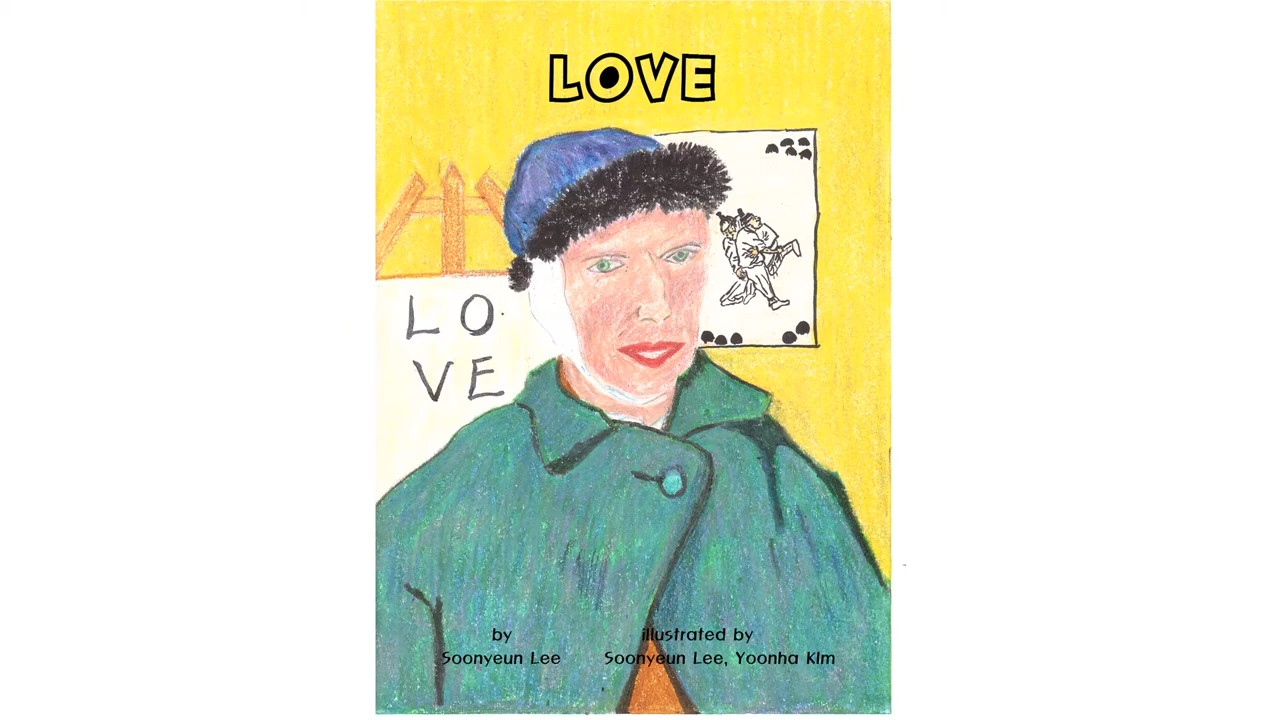 LOVE
LO
VE
by
Soonyeun Lee
illustrated by
Soonyeun Lee, Yoonha KIm